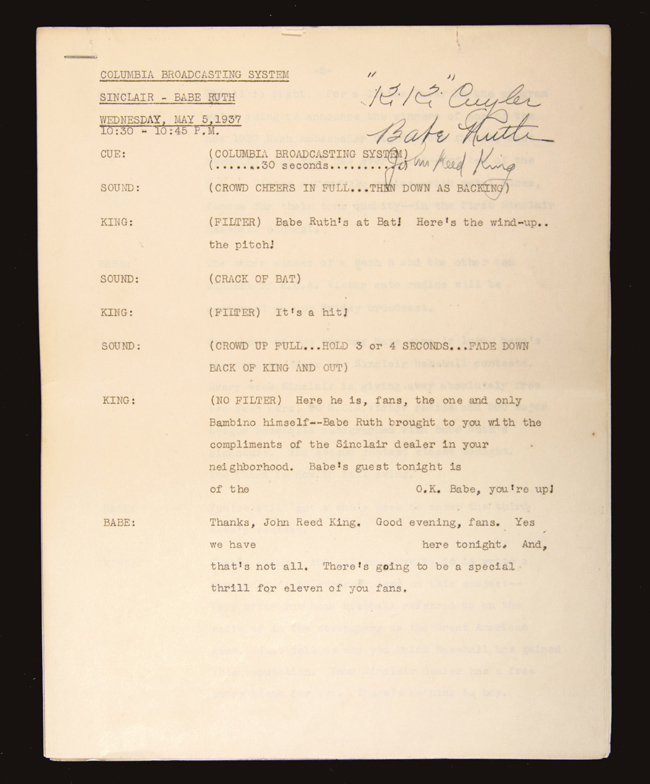 COLUMBIA BROADCASTING SYSTEM
SINCLAIR - BABE RUTH
WEDNESDAY, MAY 5, 1937
10:30 - 10:45 P.M.
"Ki Ki" Cuyler
Babe Ruth
John Reed King
CUE: (COLUMBIA BROADCASTING SYSTEM)
(.......30 seconds..........)
SOUND: (CROWD CHEERS IN FULL...THEN DOWN AS BACKING)
KING: (FILTER) Babe Ruth's at Bat! Here's the wind-up..
the pitch!
SOUND: (CRACK OF BAT)
KING: (FILTER) It's a hit!
SOUND: (CROWD UP FULL...HOLD 3 or 4 SECONDS...FADE DOWN
BACK OF KING AND OUT)
KING: (NO FILTER) Here he is, fans, the one and only
Bambino himself--Babe Ruth brought to you with the
compliments of the Sinclair dealer in your
neighborhood. Babe's guest tonight is
of the O.K. Babe, you're up!
BABE: Thanks, John Reed King. Good evening, fans. Yes
we have here tonight. And,
that's not all. There's going to be a special
thrill for eleven of you fans.